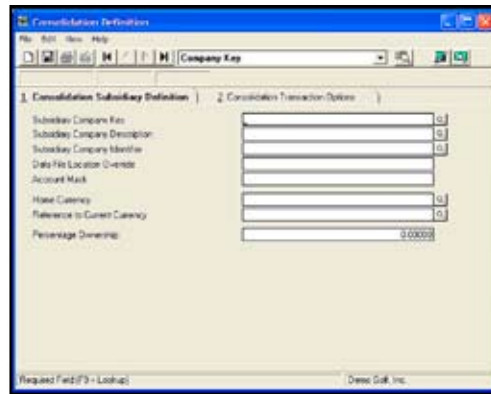 Consolidation Definition
File Edit View Help
Company Key
1. Consolidation Subsidiary Definition 2. Consolidation Transaction Options
Subsidiary Company Key
Subsidiary Company Description
Subsidiary Company Identifier
Data File Location Override
Account Mask
Home Currency
Reference to Current Currency
Percentage Ownership 0.00000
Required Field (F9 - Lookup) Demo Golf, Inc.